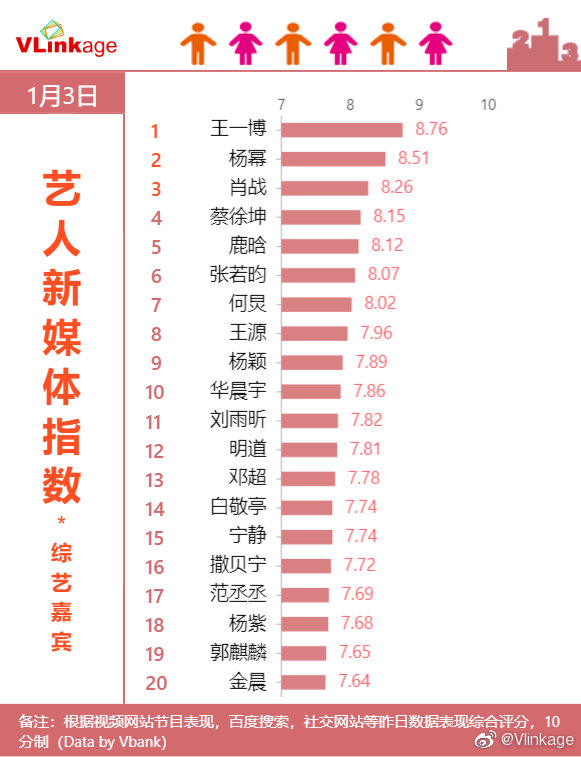 VLinkage
1
2
3
1月3日
艺人新媒体指数
*
综艺嘉宾
7 8 9 10
1 王一博 8.76
2 杨幂 8.51
3 肖战 8.26
4 蔡徐坤 8.15
5 鹿晗 8.12
6 张若昀 8.07
7 何炅 8.02
8 王源 7.96
9 杨颖 7.89
10 华晨宇 7.86
11 刘雨昕 7.82
12 明道 7.81
13 邓超 7.78
14 白敬亭 7.74
15 宁静 7.74
16 撒贝宁 7.72
17 范丞丞 7.69
18 杨紫 7.68
19 郭麒麟 7.65
20 金晨 7.64
备注：根据视频网站节目表现，百度搜索，社交网站等昨日数据表现综合评分，10
分制（Data by Vbank）
@Vlinkage